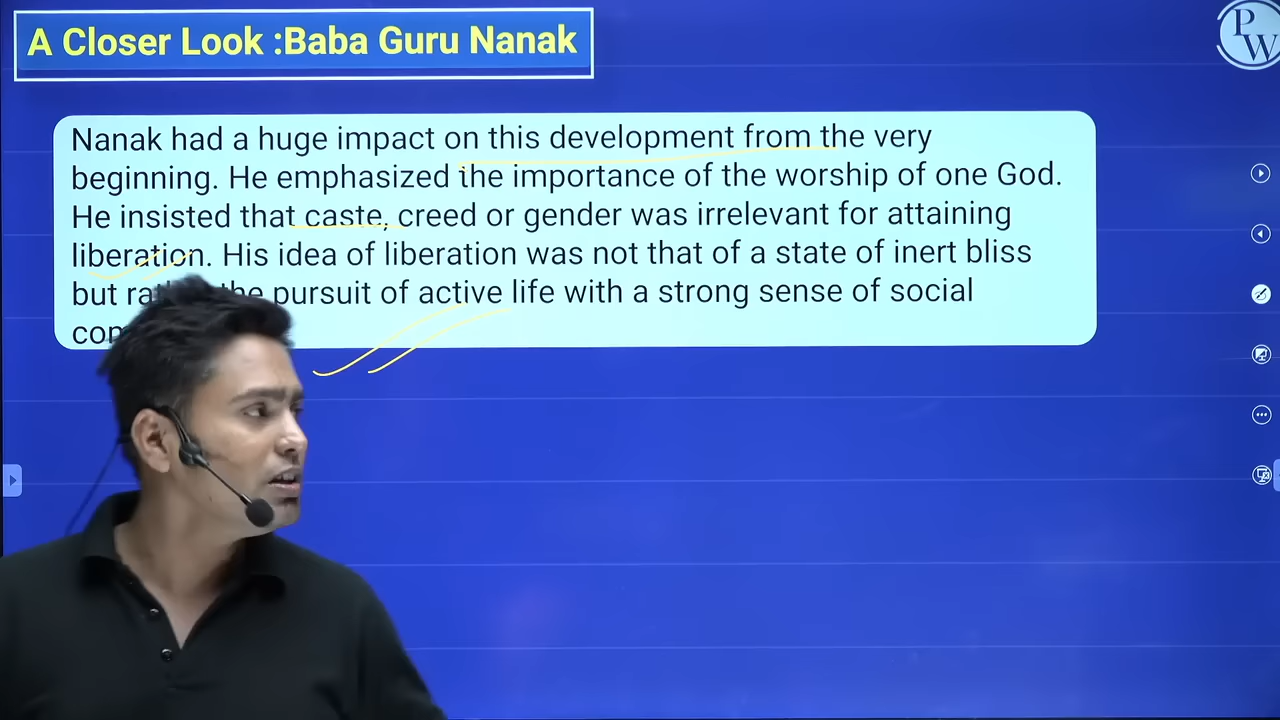 A Closer Look :Baba Guru Nanak
PW
Nanak had a huge impact on this development from the very
beginning. He emphasized the importance of the worship of one God.
He insisted that caste, creed or gender was irrelevant for attaining
liberation. His idea of liberation was not that of a state of inert bliss
but the pursuit of active life with a strong sense of social